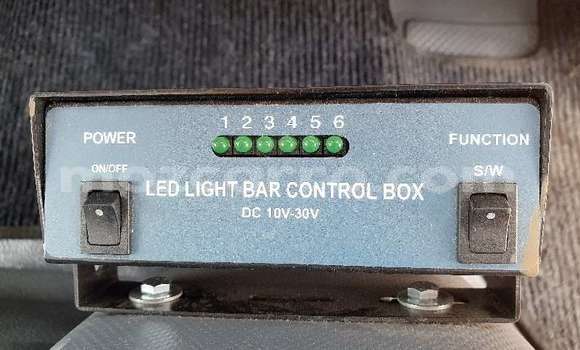 1 2 3 4 5 6
POWER
FUNCTION
ON/OFF
S/W
LED LIGHT BAR CONTROL BOX
DC 10V-30V